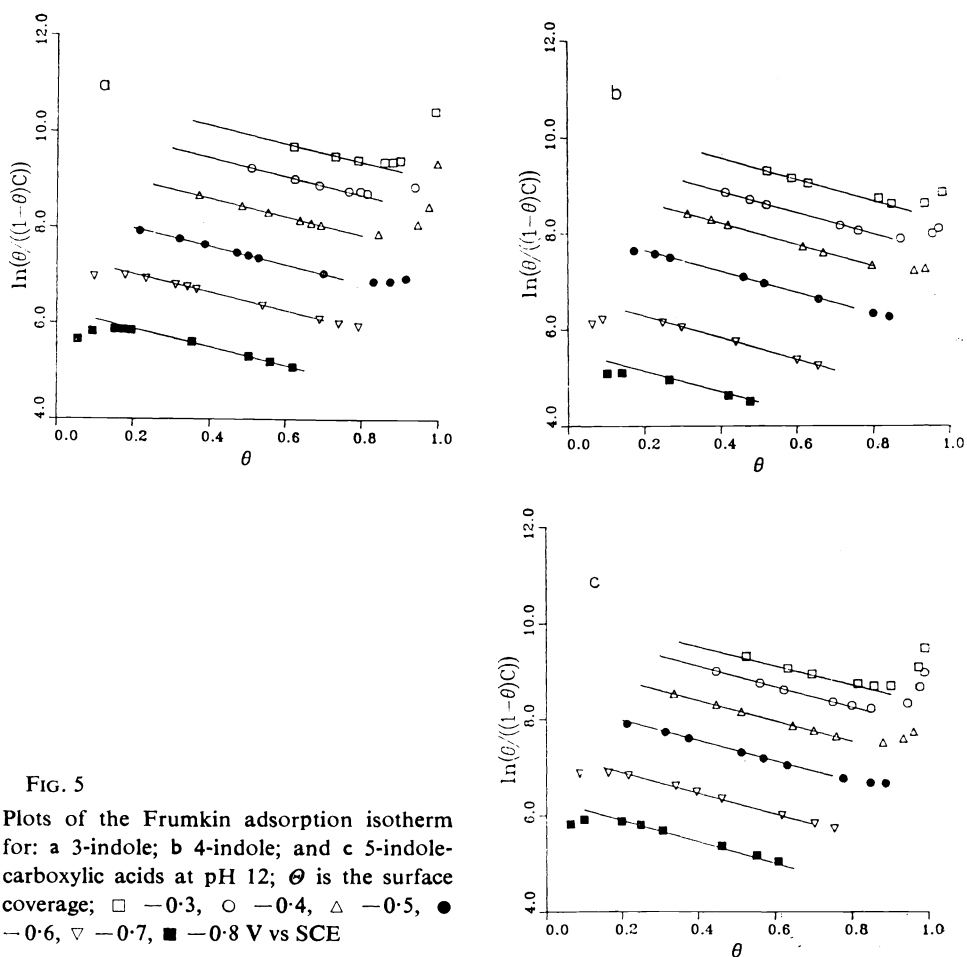 a
12.0
10.0
8.0
6.0
4.0
ln(θ/((1−θ)C))
0.0 0.2 0.4 0.6 0.8 1.0
θ
b
12.0
10.0
8.0
6.0
4.0
ln(θ/((1−θ)C))
0.0 0.2 0.4 0.6 0.8 1.0
θ
c
12.0
10.0
8.0
6.0
4.0
ln(θ/((1−θ)C))
0.0 0.2 0.4 0.6 0.8 1.0
θ
FIG. 5
Plots of the Frumkin adsorption isotherm
for: a 3-indole; b 4-indole; and c 5-indole-
carboxylic acids at pH 12; Θ is the surface
coverage; □ −0·3, ○ −0·4, △ −0·5, ●
−0·6, ▽ −0·7, ■ −0·8 V vs SCE